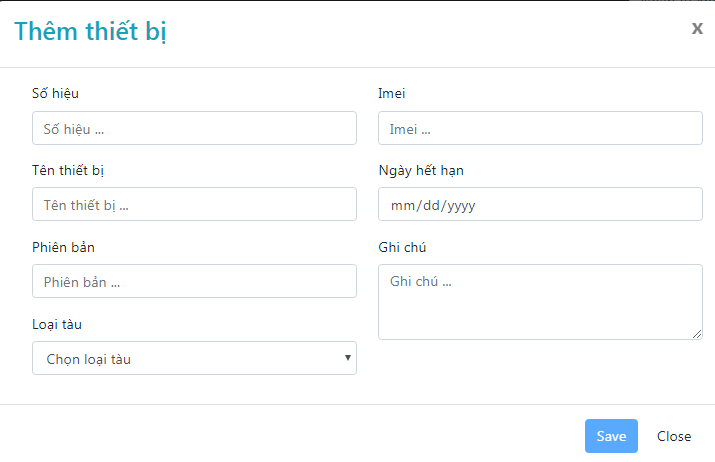 Thêm thiết bị
x
Số hiệu
Số hiệu ...
Imei
Imei ...
Tên thiết bị
Tên thiết bị ...
Ngày hết hạn
mm/dd/yyyy
Phiên bản
Phiên bản ...
Ghi chú
Ghi chú ...
Loại tàu
Chọn loại tàu
Save
Close